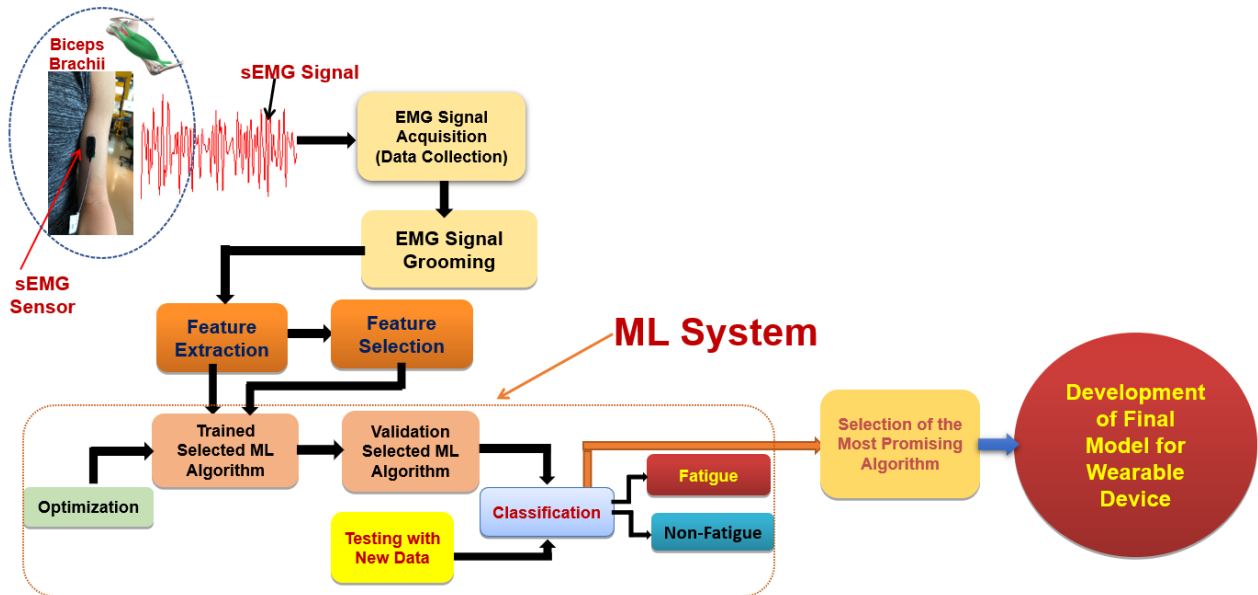 Biceps
Brachii
sEMG Signal
sEMG
Sensor
EMG Signal
Acquisition
(Data Collection)
EMG Signal
Grooming
Feature
Extraction
Feature
Selection
ML System
Trained
Selected ML
Algorithm
Validation
Selected ML
Algorithm
Optimization
Testing with
New Data
Classification
Fatigue
Non-Fatigue
Selection of the
Most Promising
Algorithm
Development
of Final
Model for
Wearable
Device